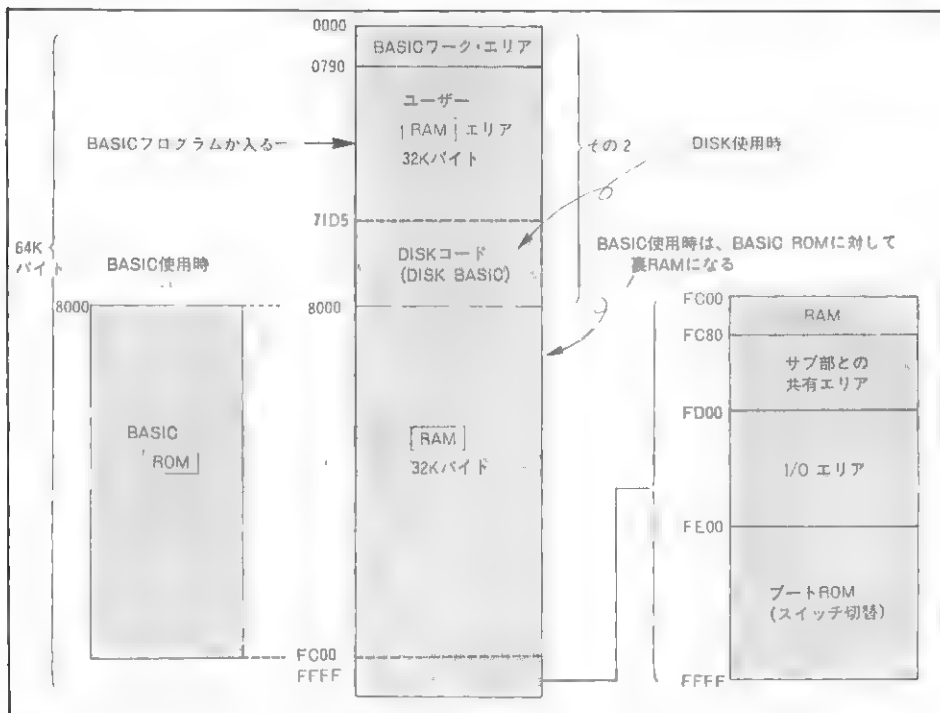 0000
BASICワーク・エリア
0790
ユーザー
[RAM] エリア
32Kバイト
BASICプログラムか入る
その2
DISK使用時
71D5
DISKコード
(DISK BASIC)
64K
バイト
BASIC使用時
BASIC使用時は、BASIC ROMに対して
裏RAMになる
8000
8000
BASIC
ROM
[RAM]
32Kバイド
FC00
FFFF
FC00
RAM
FC80
サブ部との
共有エリア
FD00
I/O エリア
FE00
ブートROM
(スイッチ切替)
FFFF